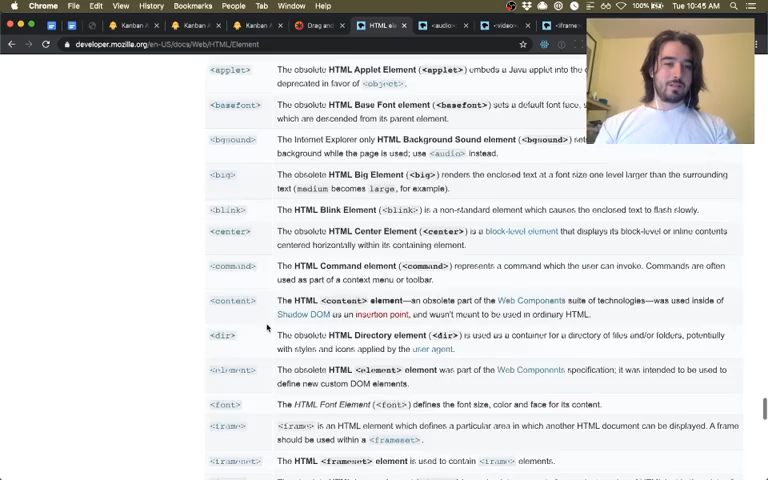 Chrome File Edit View History Bookmarks People Tab Window Help 100% Tue 10:45 AM
Kanban Kanban Kanban Drag and HTML el <audio> <video> <iframe
developer.mozilla.org/en-US/docs/Web/HTML/Element
<applet> The obsolete HTML Applet Element (<applet>) embeds a Java applet into the
deprecated in favor of <object>.
<basefont> The obsolete HTML Base Font element (<basefont>) sets a default font face, s
which are descended from its parent element.
<bgsound> The Internet Explorer only HTML Background Sound element (<bgsound>) set
background while the page is used; use <audio> instead.
<big> The obsolete HTML Big Element (<big>) renders the enclosed text at a font size one level larger than the surrounding
text (medium becomes large, for example).
<blink> The HTML Blink Element (<blink>) is a non-standard element which causes the enclosed text to flash slowly.
<center> The obsolete HTML Center Element (<center>) is a block-level element that displays its block-level or inline contents
centered horizontally within its containing element.
<command> The HTML Command element (<command>) represents a command which the user can invoke. Commands are often
used as part of a context menu or toolbar.
<content> The HTML <content> element—an obsolete part of the Web Components suite of technologies—was used inside of
Shadow DOM as an insertion point, and wasn't meant to be used in ordinary HTML.
<dir> The obsolete HTML Directory element (<dir>) is used as a container for a directory of files and/or folders, potentially
with styles and icons applied by the user agent.
<element> The obsolete HTML <element> element was part of the Web Components specification; it was intended to be used to
define new custom DOM elements.
<font> The HTML Font Element (<font>) defines the font size, color and face for its content.
<frame> <frame> is an HTML element which defines a particular area in which another HTML document can be displayed. A frame
should be used within a <frameset>.
<frameset> The HTML <frameset> element is used to contain <frame> elements.